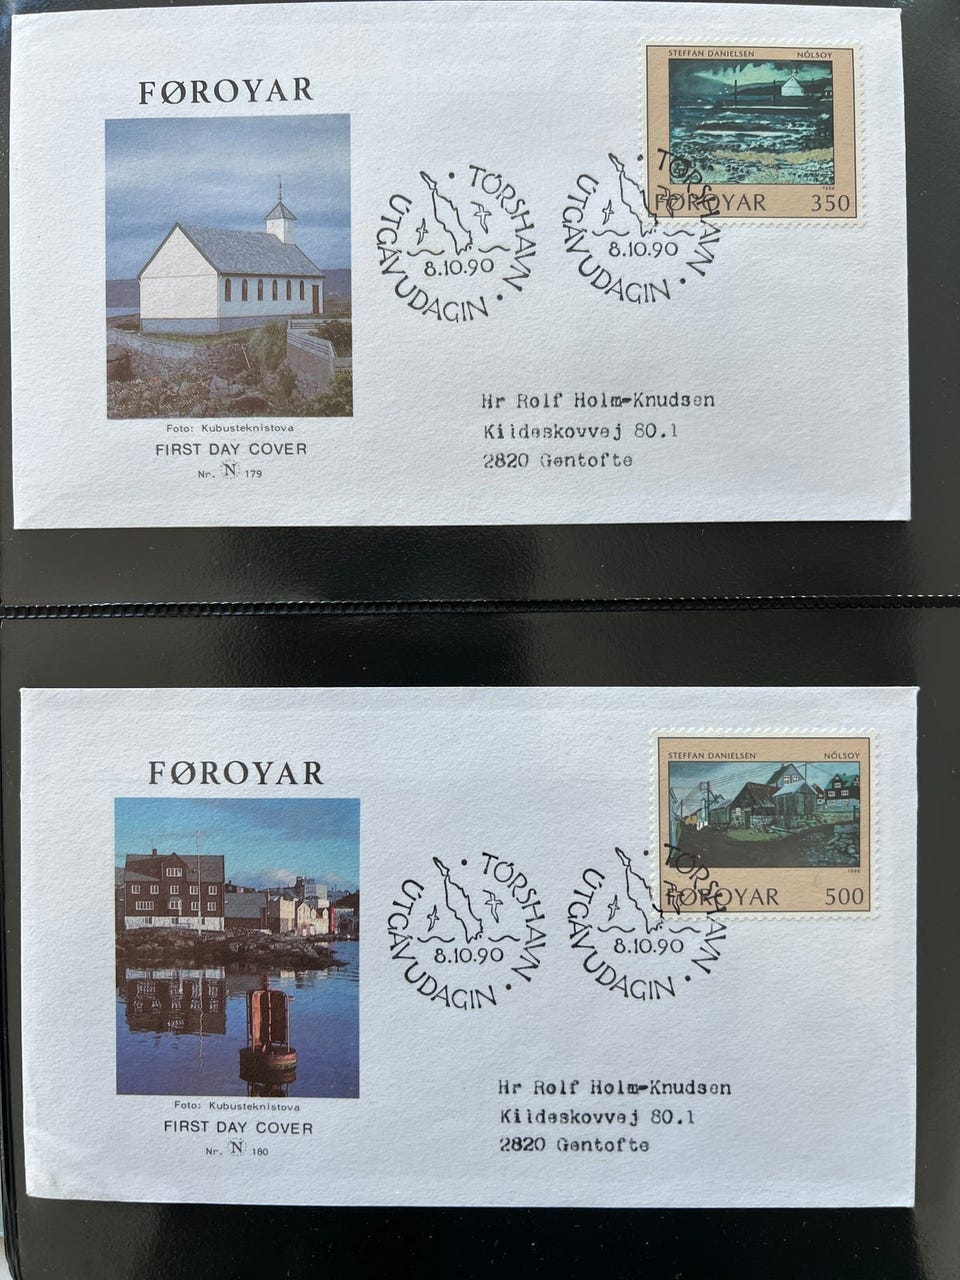 FØROYAR
STEFFAN DANIELSEN NÓLSOY
1990
FØROYAR 350
TÓRSHAVN
8.10.90
ÚTGÁVUDAGIN
TÓRSHAVN
8.10.90
ÚTGÁVUDAGIN
Hr Rolf Holm-Knudsen
Kildeskovvej 80.1
2820 Gentofte
Foto: Kubusteknistova
FIRST DAY COVER
Nr. N 179
FØROYAR
STEFFAN DANIELSEN NÓLSOY
1990
FØROYAR 500
TÓRSHAVN
8.10.90
ÚTGÁVUDAGIN
TÓRSHAVN
8.10.90
ÚTGÁVUDAGIN
Hr Rolf Holm-Knudsen
Kildeskovvej 80.1
2820 Gentofte
Foto: Kubusteknistova
FIRST DAY COVER
Nr. N 180